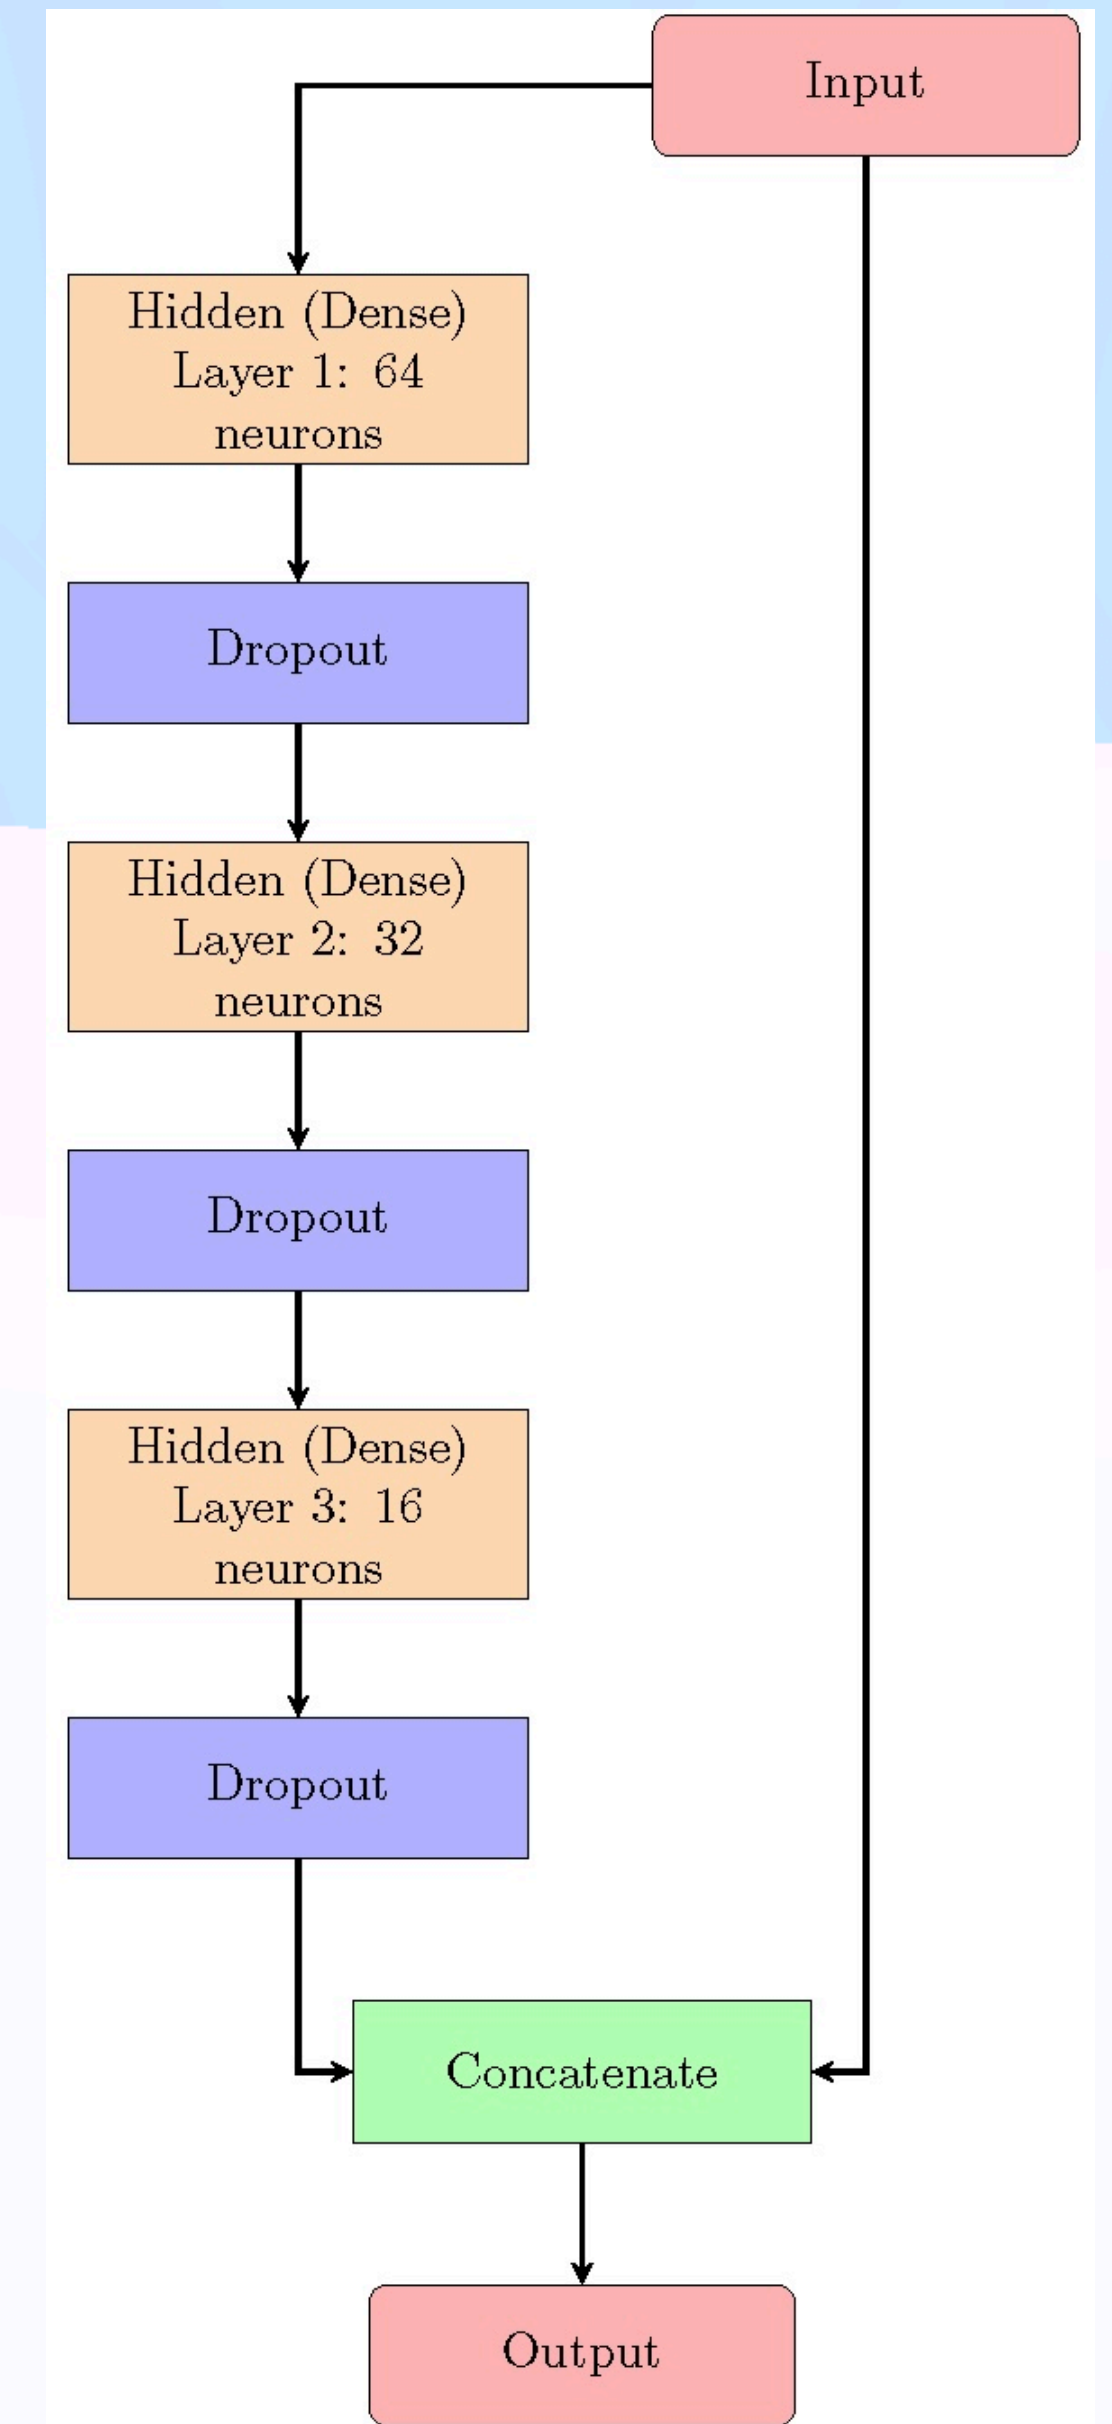 Input
Hidden (Dense)
Layer 1: 64
neurons
Dropout
Hidden (Dense)
Layer 2: 32
neurons
Dropout
Hidden (Dense)
Layer 3: 16
neurons
Dropout
Concatenate
Output